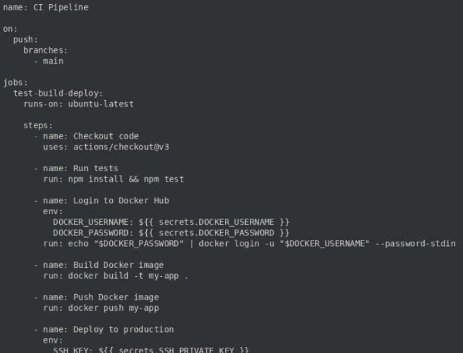 name: CI Pipeline
on:
push:
branches:
- main
jobs:
test-build-deploy:
runs-on: ubuntu-latest
steps:
- name: Checkout code
uses: actions/checkout@v3
- name: Run tests
run: npm install && npm test
- name: Login to Docker Hub
env:
DOCKER_USERNAME: ${{ secrets.DOCKER_USERNAME }}
DOCKER_PASSWORD: ${{ secrets.DOCKER_PASSWORD }}
run: echo "$DOCKER_PASSWORD" | docker login -u "$DOCKER_USERNAME" --password-stdin
- name: Build Docker image
run: docker build -t my-app .
- name: Push Docker image
run: docker push my-app
- name: Deploy to production
env:
SSH_KEY: ${{ secrets.SSH_PRIVATE_KEY }}